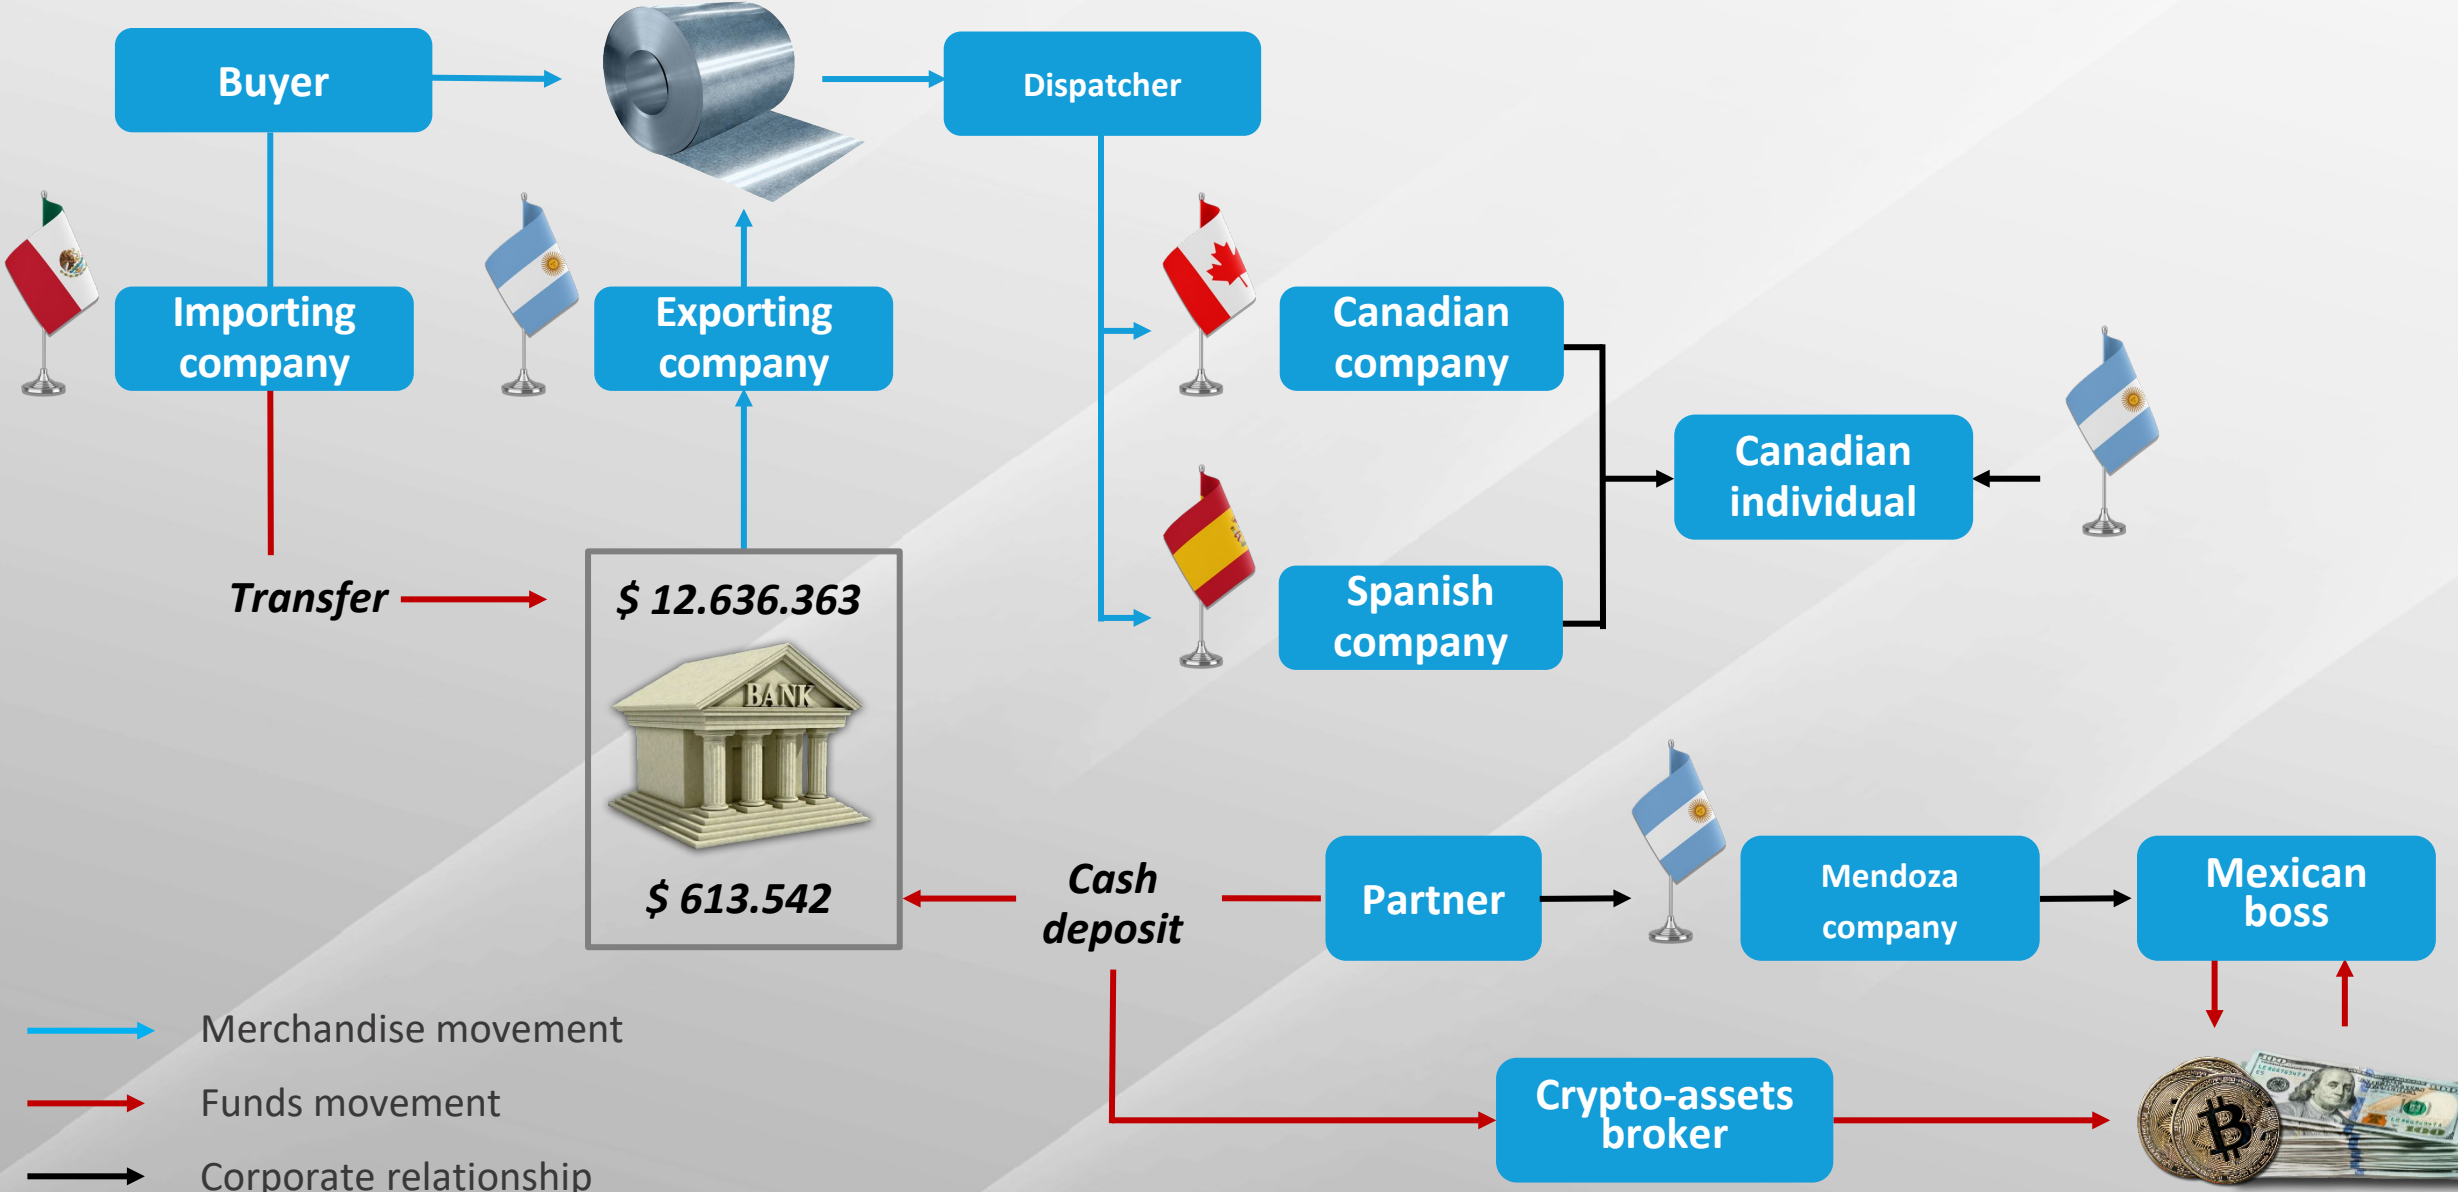 Buyer
Dispatcher
Importing
company
Exporting
company
Canadian
company
Canadian
individual
Transfer
$ 12.636.363
Spanish
company
BANK
$ 613.542
Cash
deposit
Partner
Mendoza
company
Mexican
boss
Merchandise movement
Funds movement
Corporate relationship
Crypto-assets
broker
100